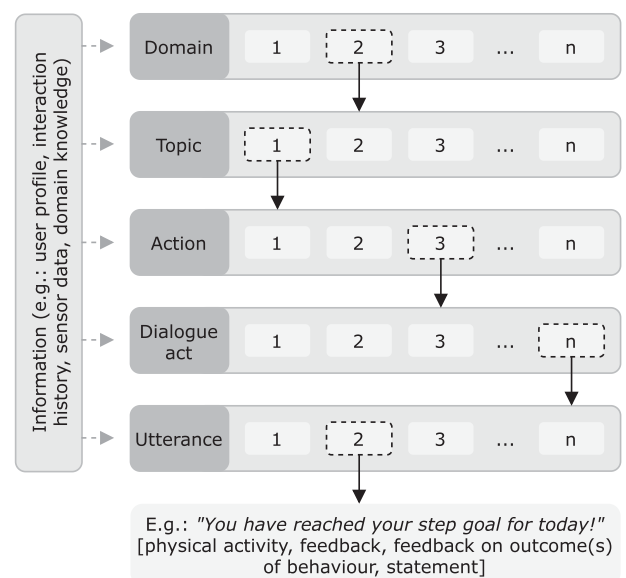 Information (e.g.: user profile, interaction
history, sensor data, domain knowledge)
Domain 1 2 3 ... n
Topic 1 2 3 ... n
Action 1 2 3 ... n
Dialogue
act 1 2 3 ... n
Utterance 1 2 3 ... n
E.g.: "You have reached your step goal for today!"
[physical activity, feedback, feedback on outcome(s)
of behaviour, statement]